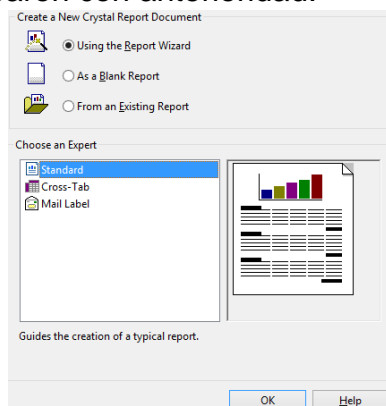 Create a New Crystal Report Document
Using the Report Wizard
As a Blank Report
From an Existing Report
Choose an Expert
Standard
Cross-Tab
Mail Label
Guides the creation of a typical report.
OK Help